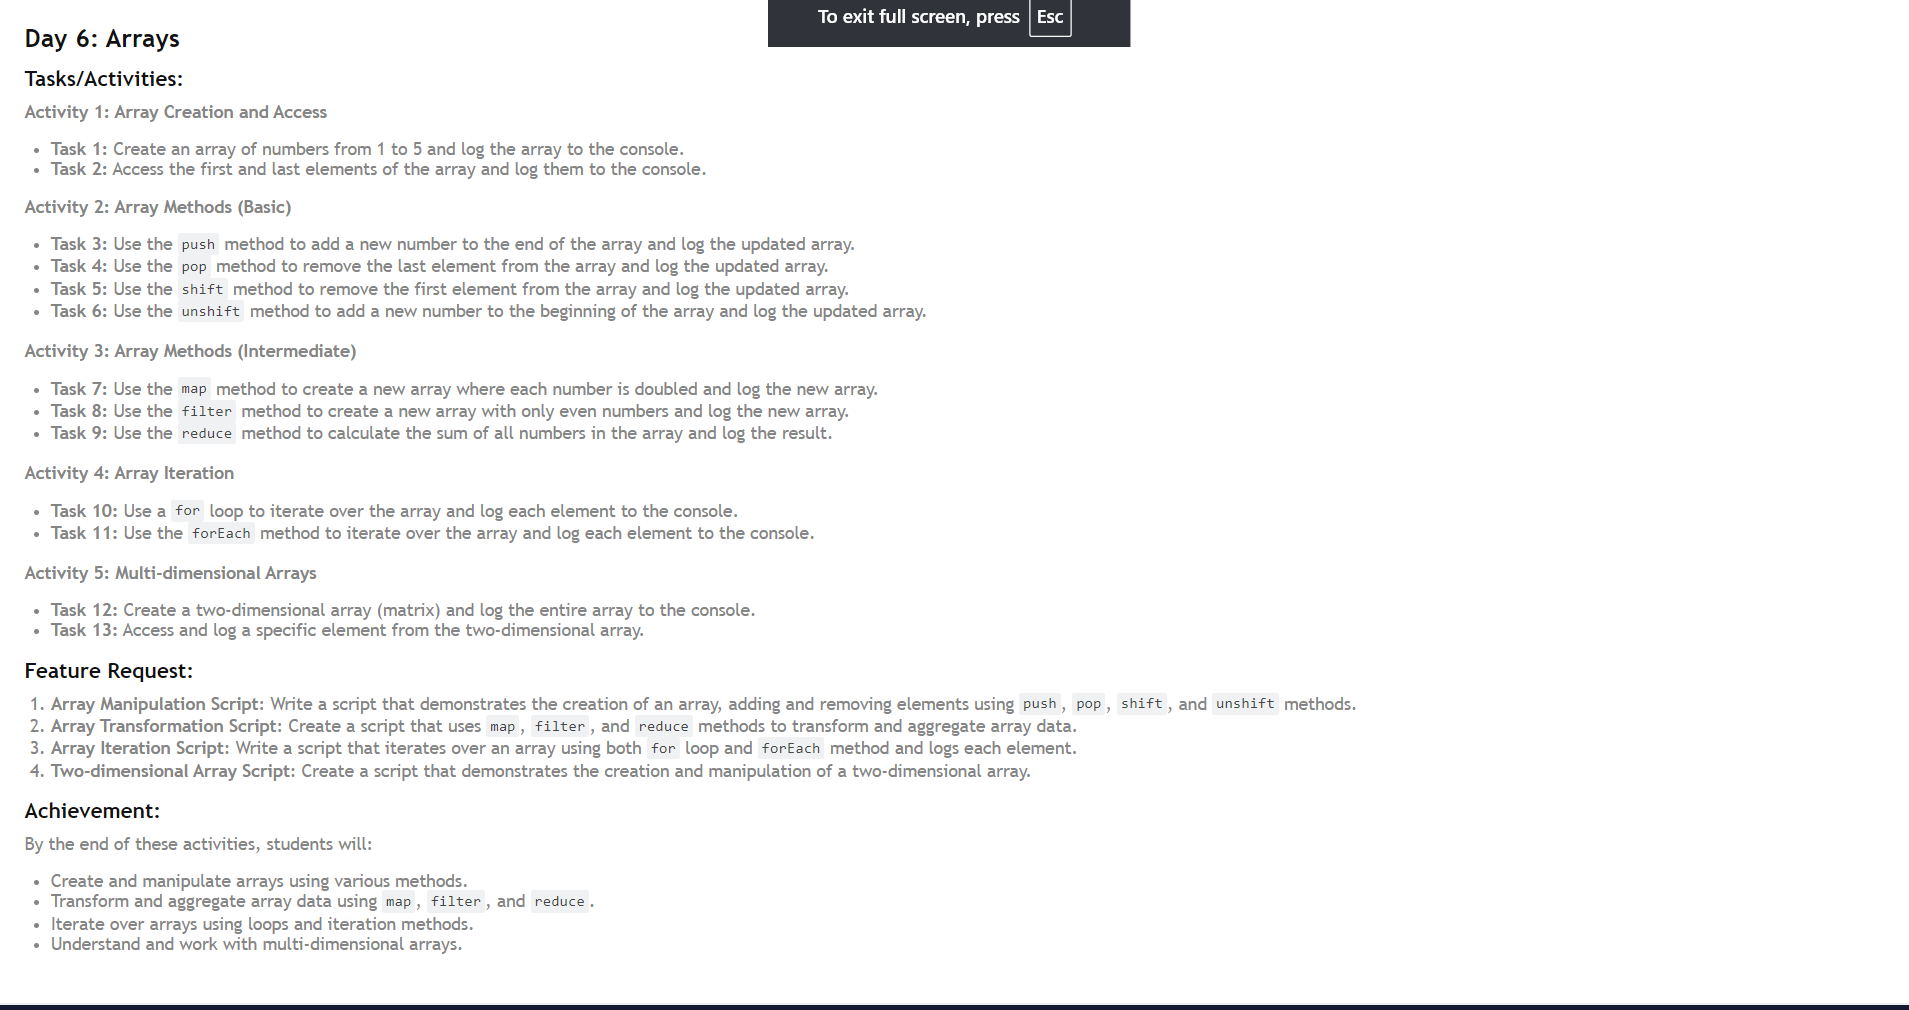 To exit full screen, press Esc
Day 6: Arrays
Tasks/Activities:
Activity 1: Array Creation and Access
• Task 1: Create an array of numbers from 1 to 5 and log the array to the console.
• Task 2: Access the first and last elements of the array and log them to the console.
Activity 2: Array Methods (Basic)
• Task 3: Use the push method to add a new number to the end of the array and log the updated array.
• Task 4: Use the pop method to remove the last element from the array and log the updated array.
• Task 5: Use the shift method to remove the first element from the array and log the updated array.
• Task 6: Use the unshift method to add a new number to the beginning of the array and log the updated array.
Activity 3: Array Methods (Intermediate)
• Task 7: Use the map method to create a new array where each number is doubled and log the new array.
• Task 8: Use the filter method to create a new array with only even numbers and log the new array.
• Task 9: Use the reduce method to calculate the sum of all numbers in the array and log the result.
Activity 4: Array Iteration
• Task 10: Use a for loop to iterate over the array and log each element to the console.
• Task 11: Use the forEach method to iterate over the array and log each element to the console.
Activity 5: Multi-dimensional Arrays
• Task 12: Create a two-dimensional array (matrix) and log the entire array to the console.
• Task 13: Access and log a specific element from the two-dimensional array.
Feature Request:
1. Array Manipulation Script: Write a script that demonstrates the creation of an array, adding and removing elements using push, pop, shift, and unshift methods.
2. Array Transformation Script: Create a script that uses map, filter, and reduce methods to transform and aggregate array data.
3. Array Iteration Script: Write a script that iterates over an array using both for loop and forEach method and logs each element.
4. Two-dimensional Array Script: Create a script that demonstrates the creation and manipulation of a two-dimensional array.
Achievement:
By the end of these activities, students will:
• Create and manipulate arrays using various methods.
• Transform and aggregate array data using map, filter, and reduce.
• Iterate over arrays using loops and iteration methods.
• Understand and work with multi-dimensional arrays.